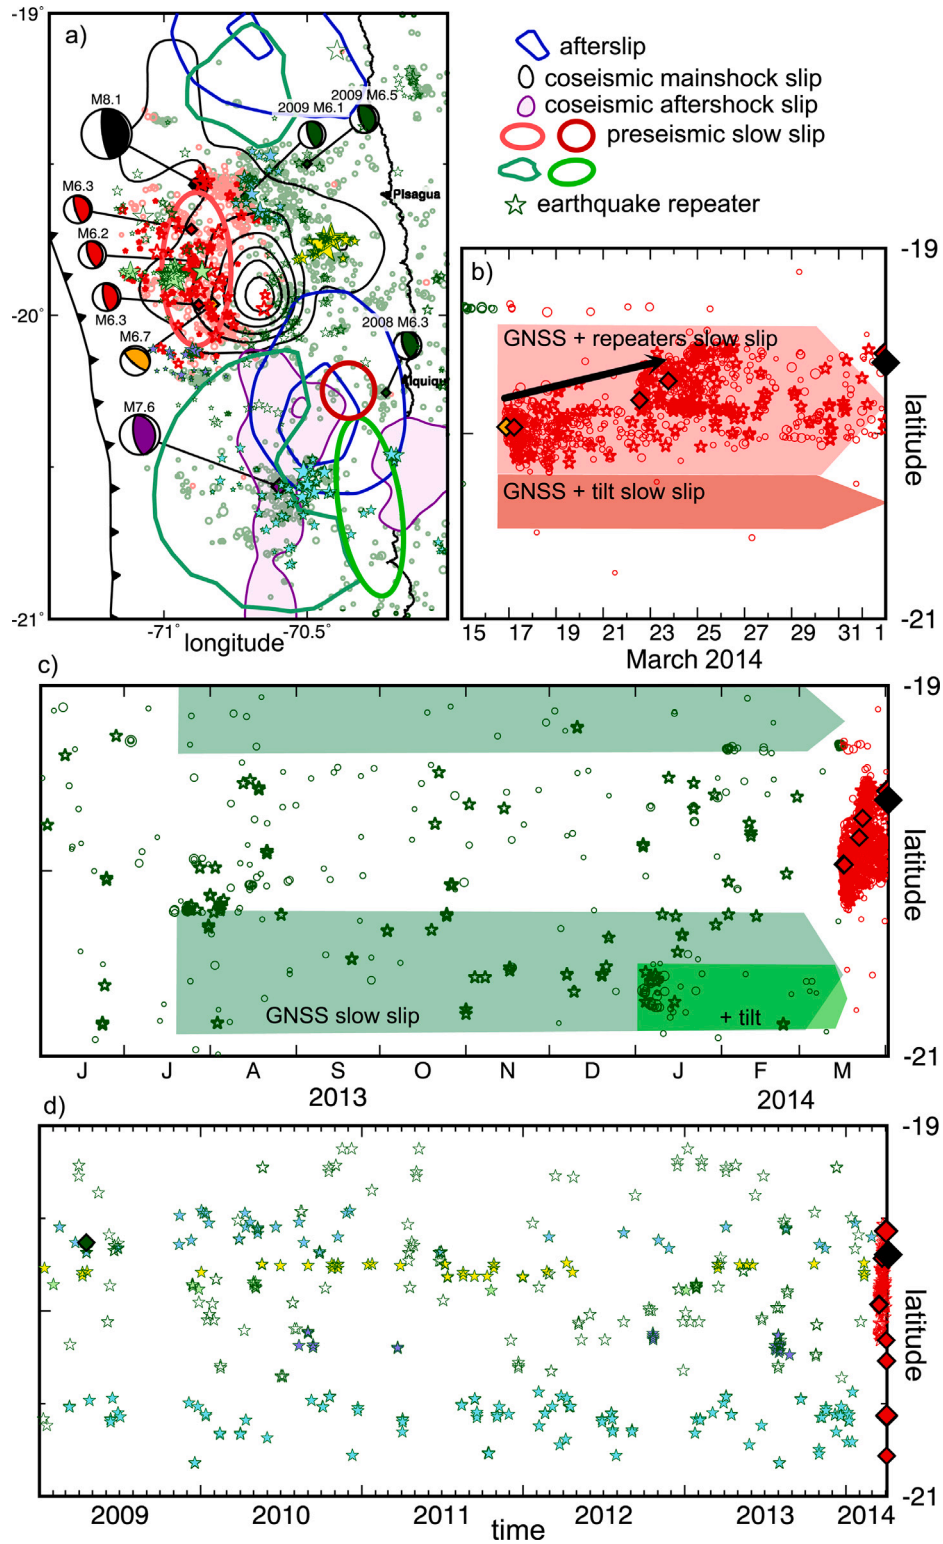 -19°
a)
M8.1
2009 M6.1
2009 M6.5
Pisagua
M6.3
M6.2
M6.3
M6.7
M7.6
2008 M6.3
-20°
-21°
-71°
-70.5°
longitude
afterslip
coseismic mainshock slip
coseismic aftershock slip
preseismic slow slip
earthquake repeater
b)
-19
GNSS + repeaters slow slip
GNSS + tilt slow slip
latitude
-21
15 17 19 21 23 25 27 29 31 1
March 2014
c)
-19
GNSS slow slip
+ tilt
latitude
-21
J J A S O N D J F M
2013 2014
d)
-19
latitude
-21
2009 2010 2011 2012 2013 2014
time